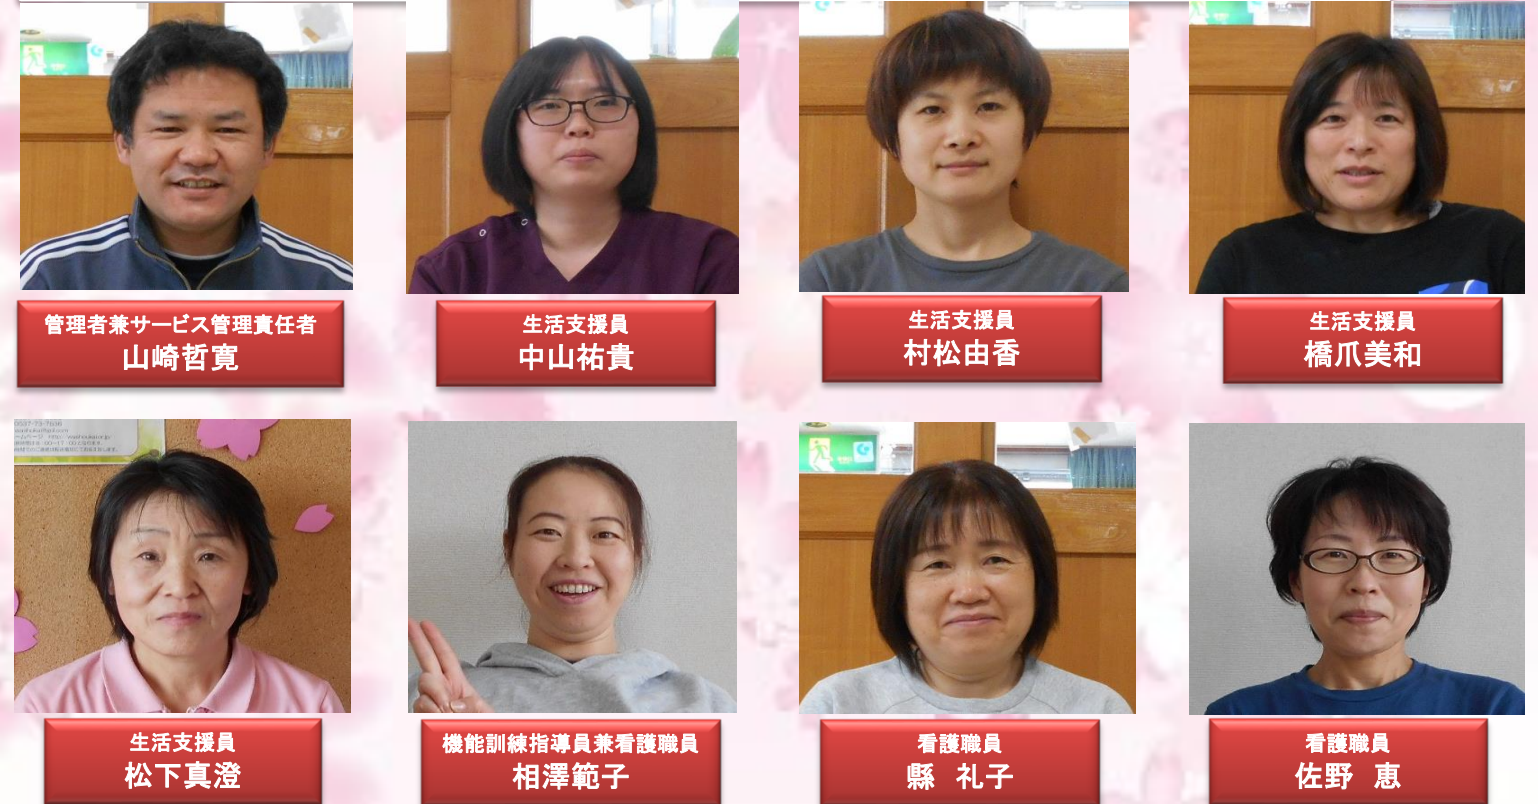 管理者兼サービス管理責任者
山崎哲寛
生活支援員
中山祐貴
生活支援員
村松由香
生活支援員
橋爪美和
生活支援員
松下真澄
機能訓練指導員兼看護職員
相澤範子
看護職員
縣 礼子
看護職員
佐野 恵